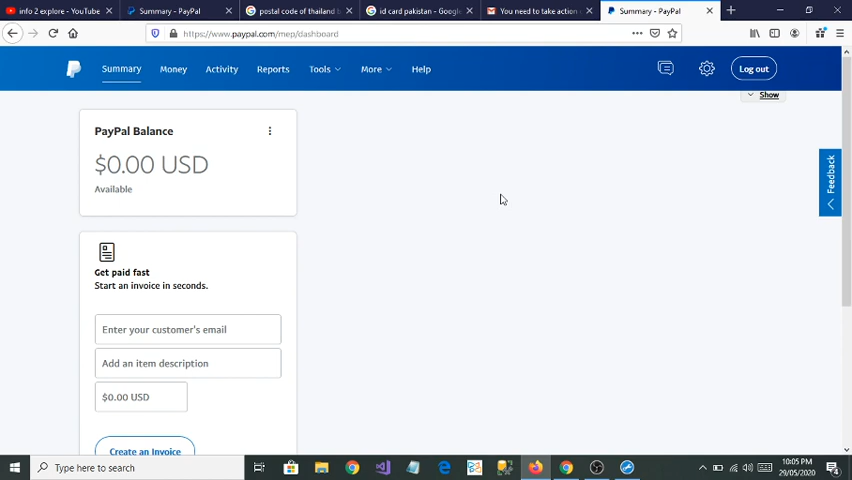 info 2 explore - YouTube
Summary - PayPal
postal code of thailand b
id card pakistan - Google
You need to take action
Summary - PayPal
https://www.paypal.com/mep/dashboard
Summary
Money
Activity
Reports
Tools
More
Help
Log out
Show
PayPal Balance
$0.00 USD
Available
Feedback
Get paid fast
Start an invoice in seconds.
Enter your customer's email
Add an item description
$0.00 USD
Create an Invoice
Type here to search
10:05 PM
29/05/2020
4